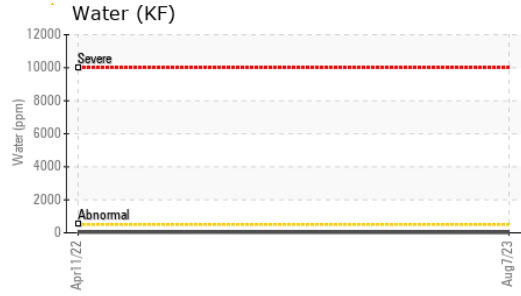 Water (KF)
12000
Severe
10000
8000
6000
4000
2000
Abnormal
0
Water (ppm)
Apr11/22
Aug7/23